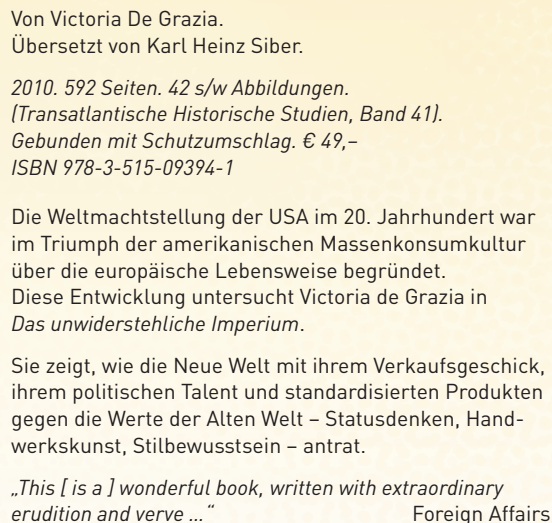 Von Victoria De Grazia.
Übersetzt von Karl Heinz Siber.
2010. 592 Seiten. 42 s/w Abbildungen.
(Transatlantische Historische Studien, Band 41).
Gebunden mit Schutzumschlag. € 49,–
ISBN 978-3-515-09394-1
Die Weltmachtstellung der USA im 20. Jahrhundert war
im Triumph der amerikanischen Massenkonsumkultur
über die europäische Lebensweise begründet.
Diese Entwicklung untersucht Victoria de Grazia in
Das unwiderstehliche Imperium.
Sie zeigt, wie die Neue Welt mit ihrem Verkaufsgeschick,
ihrem politischen Talent und standardisierten Produkten
gegen die Werte der Alten Welt – Statusdenken, Hand-
werkskunst, Stilbewusstsein – antrat.
„This [ is a ] wonderful book, written with extraordinary
erudition and verve ...“ Foreign Affairs